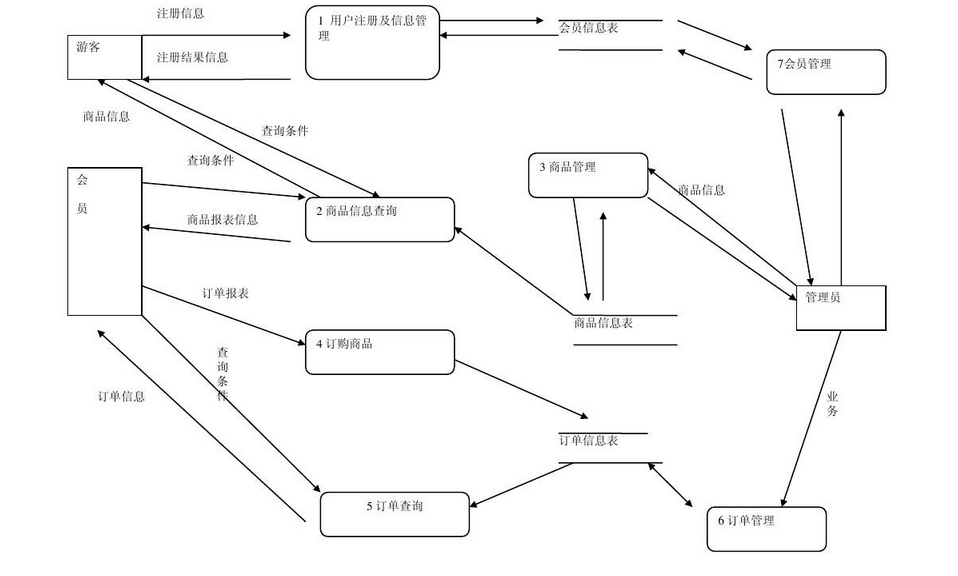 注册信息
1 用户注册及信息管
理
会员信息表
游客
注册结果信息
7会员管理
商品信息
查询条件
查询条件
3 商品管理
商品信息
会
员
2 商品信息查询
商品报表信息
订单报表
管理员
商品信息表
4 订购商品
查
询
条
件
订单信息
业
务
订单信息表
5 订单查询
6 订单管理